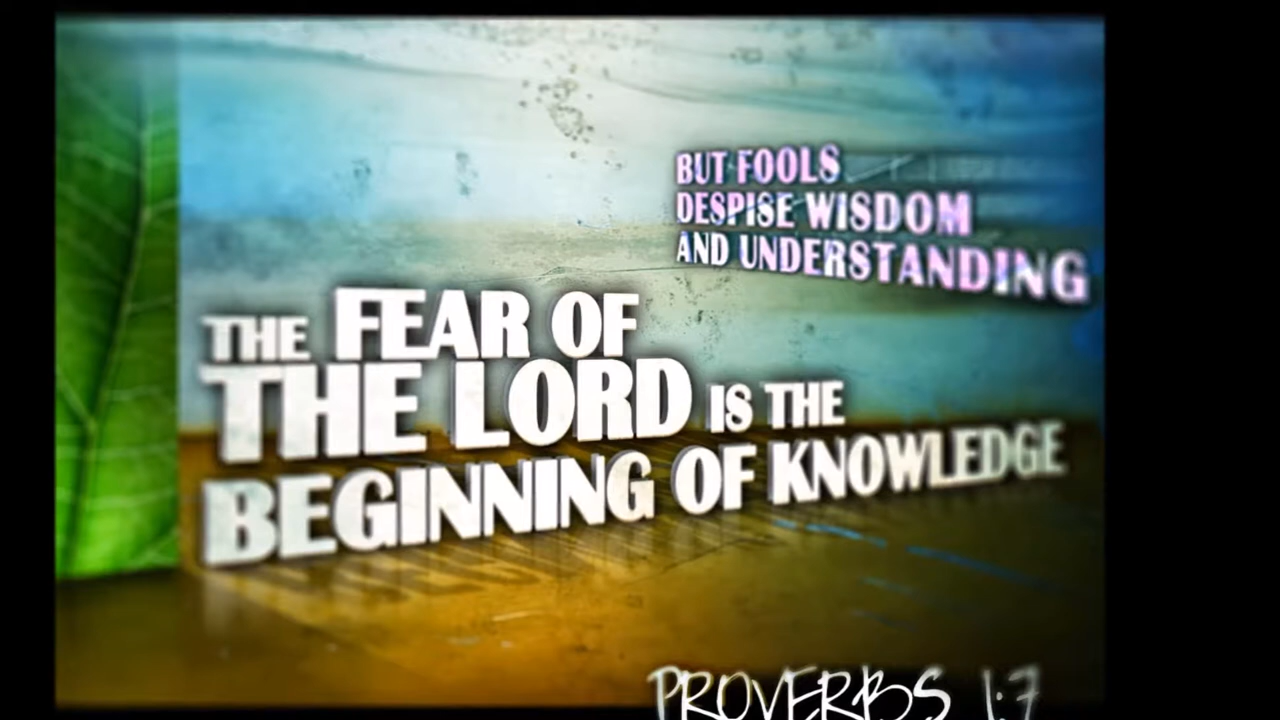 THE FEAR OF
THE LORD IS THE
BEGINNING OF KNOWLEDGE
BUT FOOLS
DESPISE WISDOM
AND UNDERSTANDING
PROVERBS 1:7